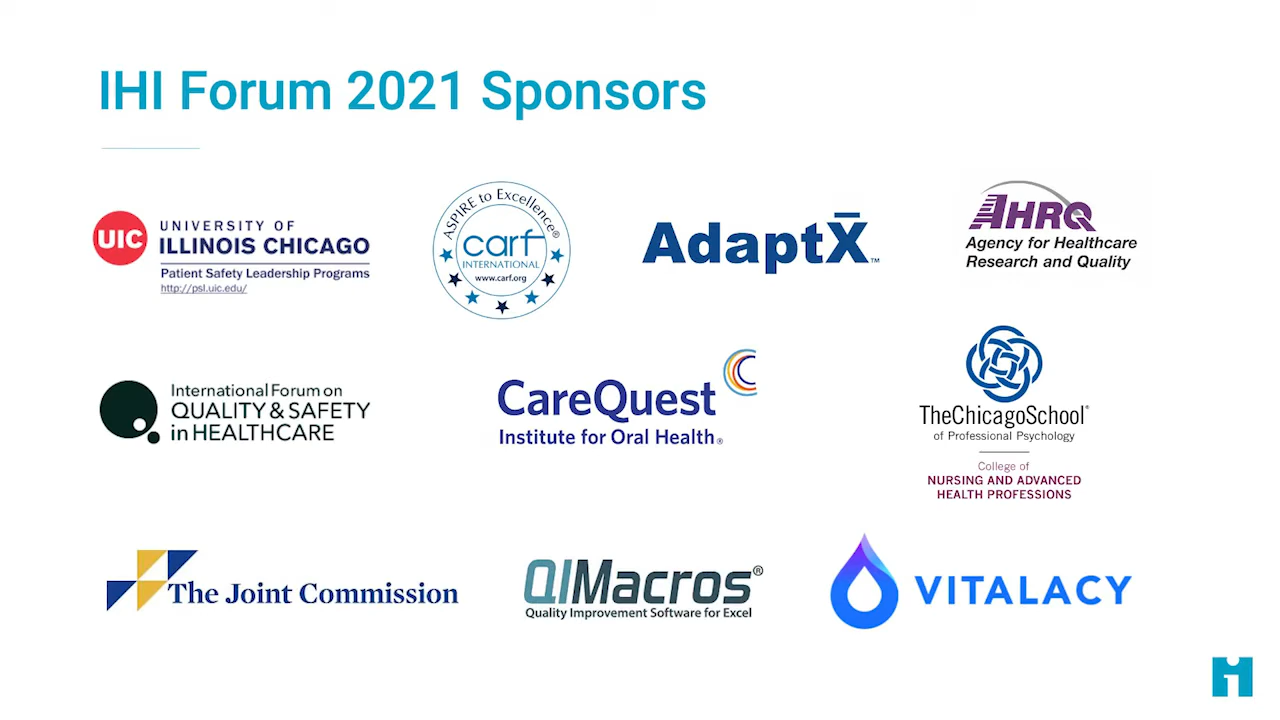 IHI Forum 2021 Sponsors
UIC
UNIVERSITY OF
ILLINOIS CHICAGO
Patient Safety Leadership Programs
http://psl.uic.edu/
ASPIRE to Excellence®
carf
INTERNATIONAL
www.carf.org
AdaptX™
AHRQ
Agency for Healthcare
Research and Quality
International Forum on
QUALITY & SAFETY
in HEALTHCARE
CareQuest
Institute for Oral Health®
TheChicagoSchool®
of Professional Psychology
College of
NURSING AND ADVANCED
HEALTH PROFESSIONS
The Joint Commission
QIMacros®
Quality Improvement Software for Excel
VITALACY